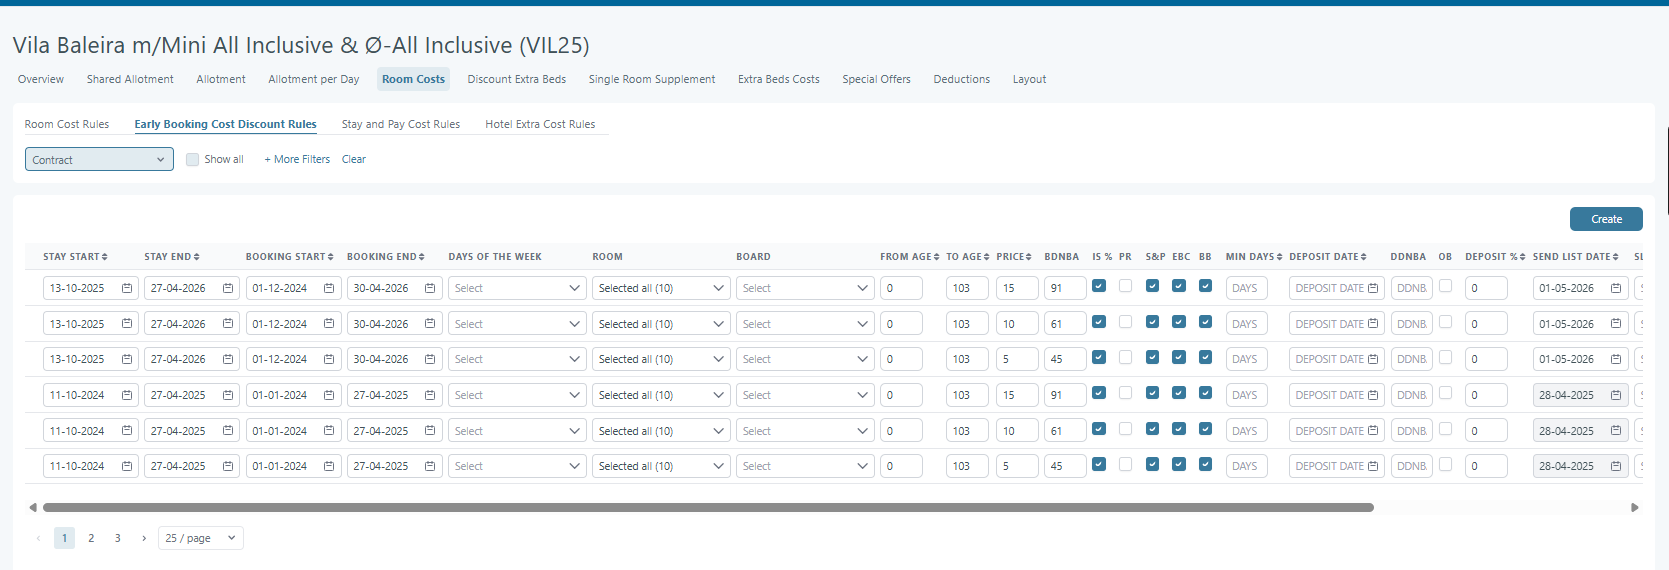 Vila Baleira m/Mini All Inclusive & Ø-All Inclusive (VIL25)
Overview Shared Allotment Allotment Allotment per Day Room Costs Discount Extra Beds Single Room Supplement Extra Beds Costs Special Offers Deductions Layout
Room Cost Rules Early Booking Cost Discount Rules Stay and Pay Cost Rules Hotel Extra Cost Rules
Contract Show all + More Filters Clear
Create
STAY START STAY END BOOKING START BOOKING END DAYS OF THE WEEK ROOM BOARD FROM AGE TO AGE PRICE BDNBA IS % PR S&P EBC BB MIN DAYS DEPOSIT DATE DDNBA OB DEPOSIT % SEND LIST DATE SL
13-10-2025 27-04-2026 01-12-2024 30-04-2026 Select Selected all (10) Select 0 103 15 91 DAYS DEPOSIT DATE DDNB 0 01-05-2026
13-10-2025 27-04-2026 01-12-2024 30-04-2026 Select Selected all (10) Select 0 103 10 61 DAYS DEPOSIT DATE DDNB 0 01-05-2026
13-10-2025 27-04-2026 01-12-2024 30-04-2026 Select Selected all (10) Select 0 103 5 45 DAYS DEPOSIT DATE DDNB 0 01-05-2026
11-10-2024 27-04-2025 01-01-2024 27-04-2025 Select Selected all (10) Select 0 103 15 91 DAYS DEPOSIT DATE DDNB 0 28-04-2025
11-10-2024 27-04-2025 01-01-2024 27-04-2025 Select Selected all (10) Select 0 103 10 61 DAYS DEPOSIT DATE DDNB 0 28-04-2025
11-10-2024 27-04-2025 01-01-2024 27-04-2025 Select Selected all (10) Select 0 103 5 45 DAYS DEPOSIT DATE DDNB 0 28-04-2025
‹ 1 2 3 › 25 / page